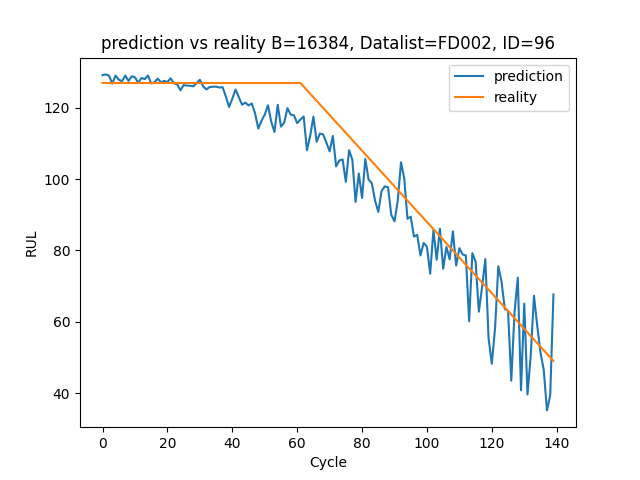 prediction vs reality B=16384, Datalist=FD002, ID=96
prediction
reality
RUL
120
100
80
60
40
0 20 40 60 80 100 120 140
Cycle